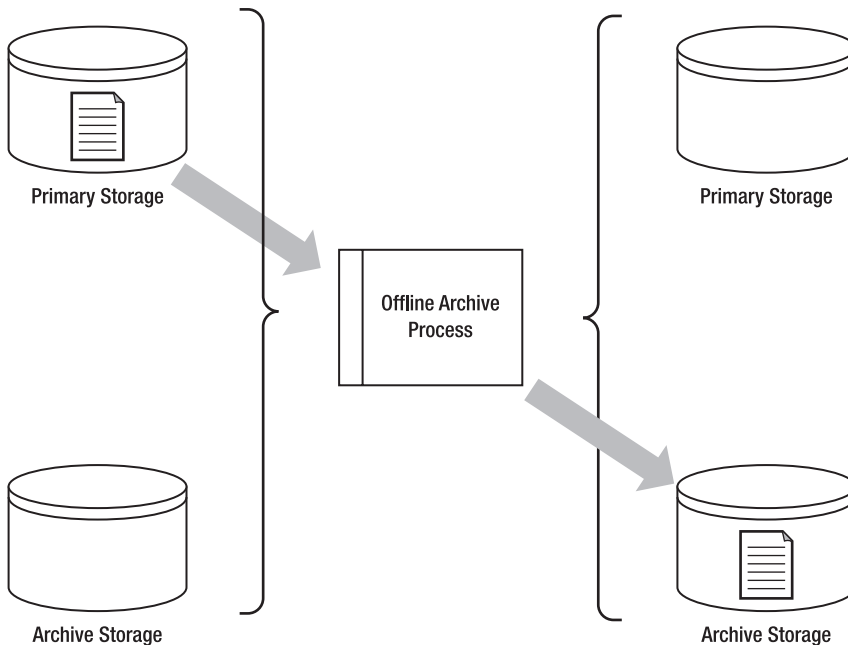 Primary Storage
Primary Storage
Offline Archive
Process
Archive Storage
Archive Storage